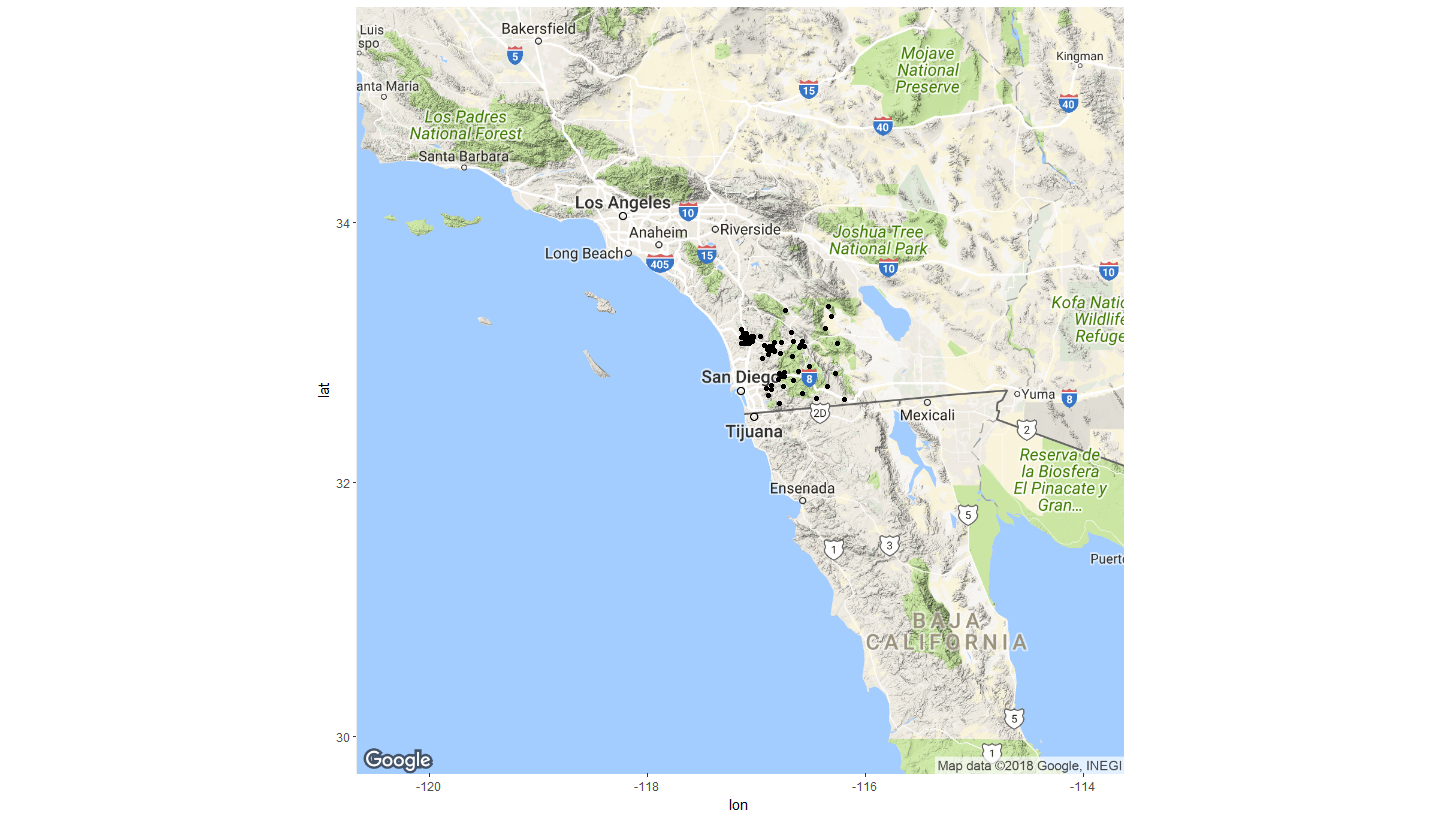 Luis
spo
Bakersfield
5
Mojave
National
Preserve
Kingman
15
40
40
anta Maria
Los Padres
National Forest
Santa Barbara
Los Angeles
10
Anaheim
Riverside
Long Beach
405
15
Joshua Tree
National Park
10
10
Kofa Natio
Wildlife
Refuge
San Diego
8
Yuma
8
Mexicali
2D
2
Tijuana
Reserva de
la Biosfera
El Pinacate y
Gran...
Ensenada
5
1
3
Puerto
BAJA
CALIFORNIA
5
1
Google
Map data ©2018 Google, INEGI
lat
34
32
30
-120
-118
-116
-114
lon